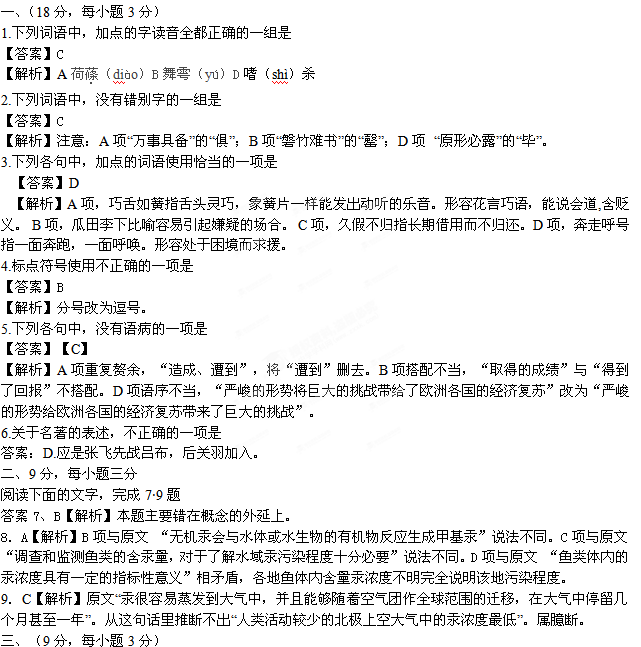 一、（18分，每小题3分）
1.下列词语中，加点的字读音全都正确的一组是
【答案】C
【解析】A荷蓧（diào）B舞雩（yú）D嗜（shì）杀
2.下列词语中，没有错别字的一组是
【答案】C
【解析】注意：A项“万事具备”的“俱”；B项“磐竹难书”的“罄”；D项 “原形必露”的“毕”。
3.下列各句中，加点的词语使用恰当的一项是
【答案】D
【解析】A项，巧舌如簧指舌头灵巧，象簧片一样能发出动听的乐音。形容花言巧语，能说会道,含贬
义。 B项，瓜田李下比喻容易引起嫌疑的场合。 C项，久假不归指长期借用而不归还。D项，奔走呼号
指一面奔跑，一面呼唤。形容处于困境而求援。
4.标点符号使用不正确的一项是
【答案】B
【解析】分号改为逗号。
5.下列各句中，没有语病的一项是
【答案】【C】
【解析】A项重复赘余，“造成、遭到”，将“遭到”删去。B项搭配不当，“取得的成绩”与“得到
了回报”不搭配。D项语序不当，“严峻的形势将巨大的挑战带给了欧洲各国的经济复苏”改为“严峻
的形势给欧洲各国的经济复苏带来了巨大的挑战”。
6.关于名著的表述，不正确的一项是
答案：D.应是张飞先战吕布，后关羽加入。
二、9分，每小题三分
阅读下面的文字，完成7-9题
答案7、B【解析】本题主要错在概念的外延上。
8．A【解析】B项与原文 “无机汞会与水体或水生物的有机物反应生成甲基汞”说法不同。C项与原文
“调查和监测鱼类的含汞量，对于了解水域汞污染程度十分必要”说法不同。D项与原文 “鱼类体内的
汞浓度具有一定的指标性意义”相矛盾，各地鱼体内含量汞浓度不明完全说明该地污染程度。
9．C【解析】原文“汞很容易蒸发到大气中，并且能够随着空气团作全球范围的迁移，在大气中停留几
个月甚至一年”。从这句话里推断不出“人类活动较少的北极上空大气中的汞浓度最低”。属臆断。
三、（9分，每小题3分）